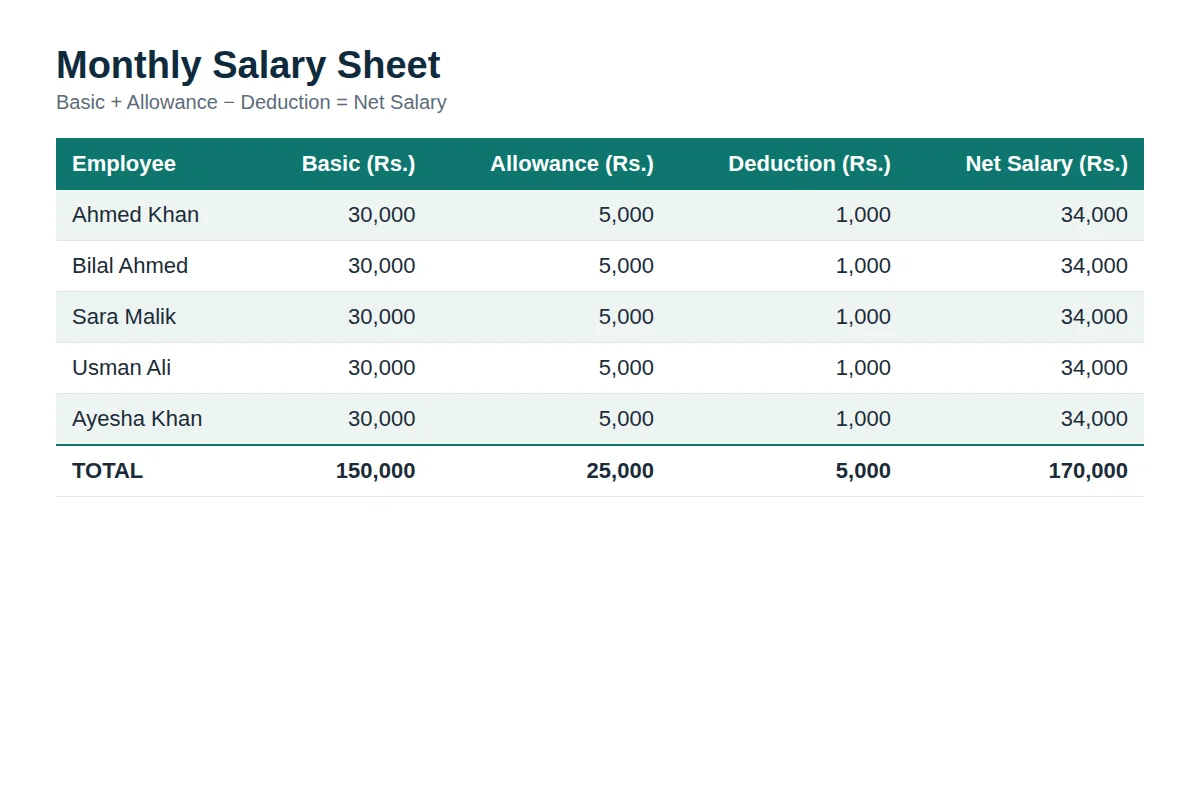 Monthly Salary Sheet
Basic + Allowance − Deduction = Net Salary
Employee Basic (Rs.) Allowance (Rs.) Deduction (Rs.) Net Salary (Rs.)
Ahmed Khan 30,000 5,000 1,000 34,000
Bilal Ahmed 30,000 5,000 1,000 34,000
Sara Malik 30,000 5,000 1,000 34,000
Usman Ali 30,000 5,000 1,000 34,000
Ayesha Khan 30,000 5,000 1,000 34,000
TOTAL 150,000 25,000 5,000 170,000